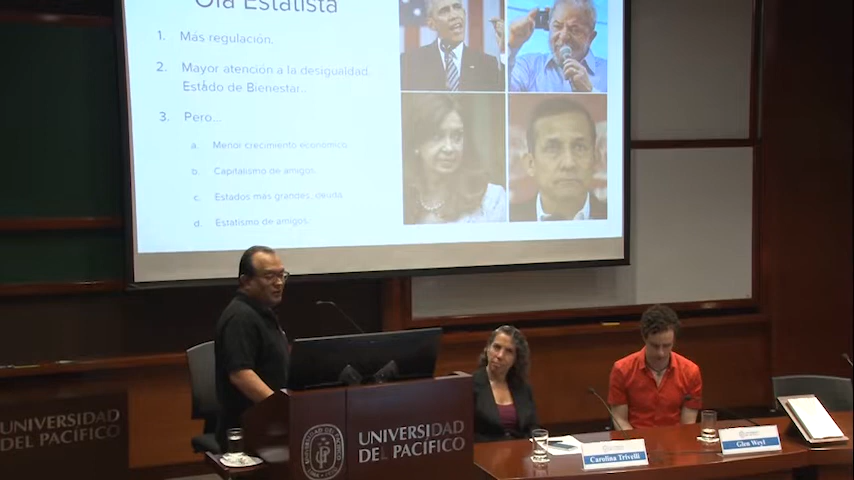 Ola Estatista
1. Más regulación.
2. Mayor atención a la desigualdad.
Estado de Bienestar..
3. Pero...
a. Menor crecimiento económico.
b. Capitalismo de amigos.
c. Estados más grandes, deuda.
d. Estatismo de amigos.
UNIVERSIDAD
DEL PACÍFICO
UP
UNIVERSIDAD
DEL PACÍFICO
Carolina Trivelli
Glen Weyl